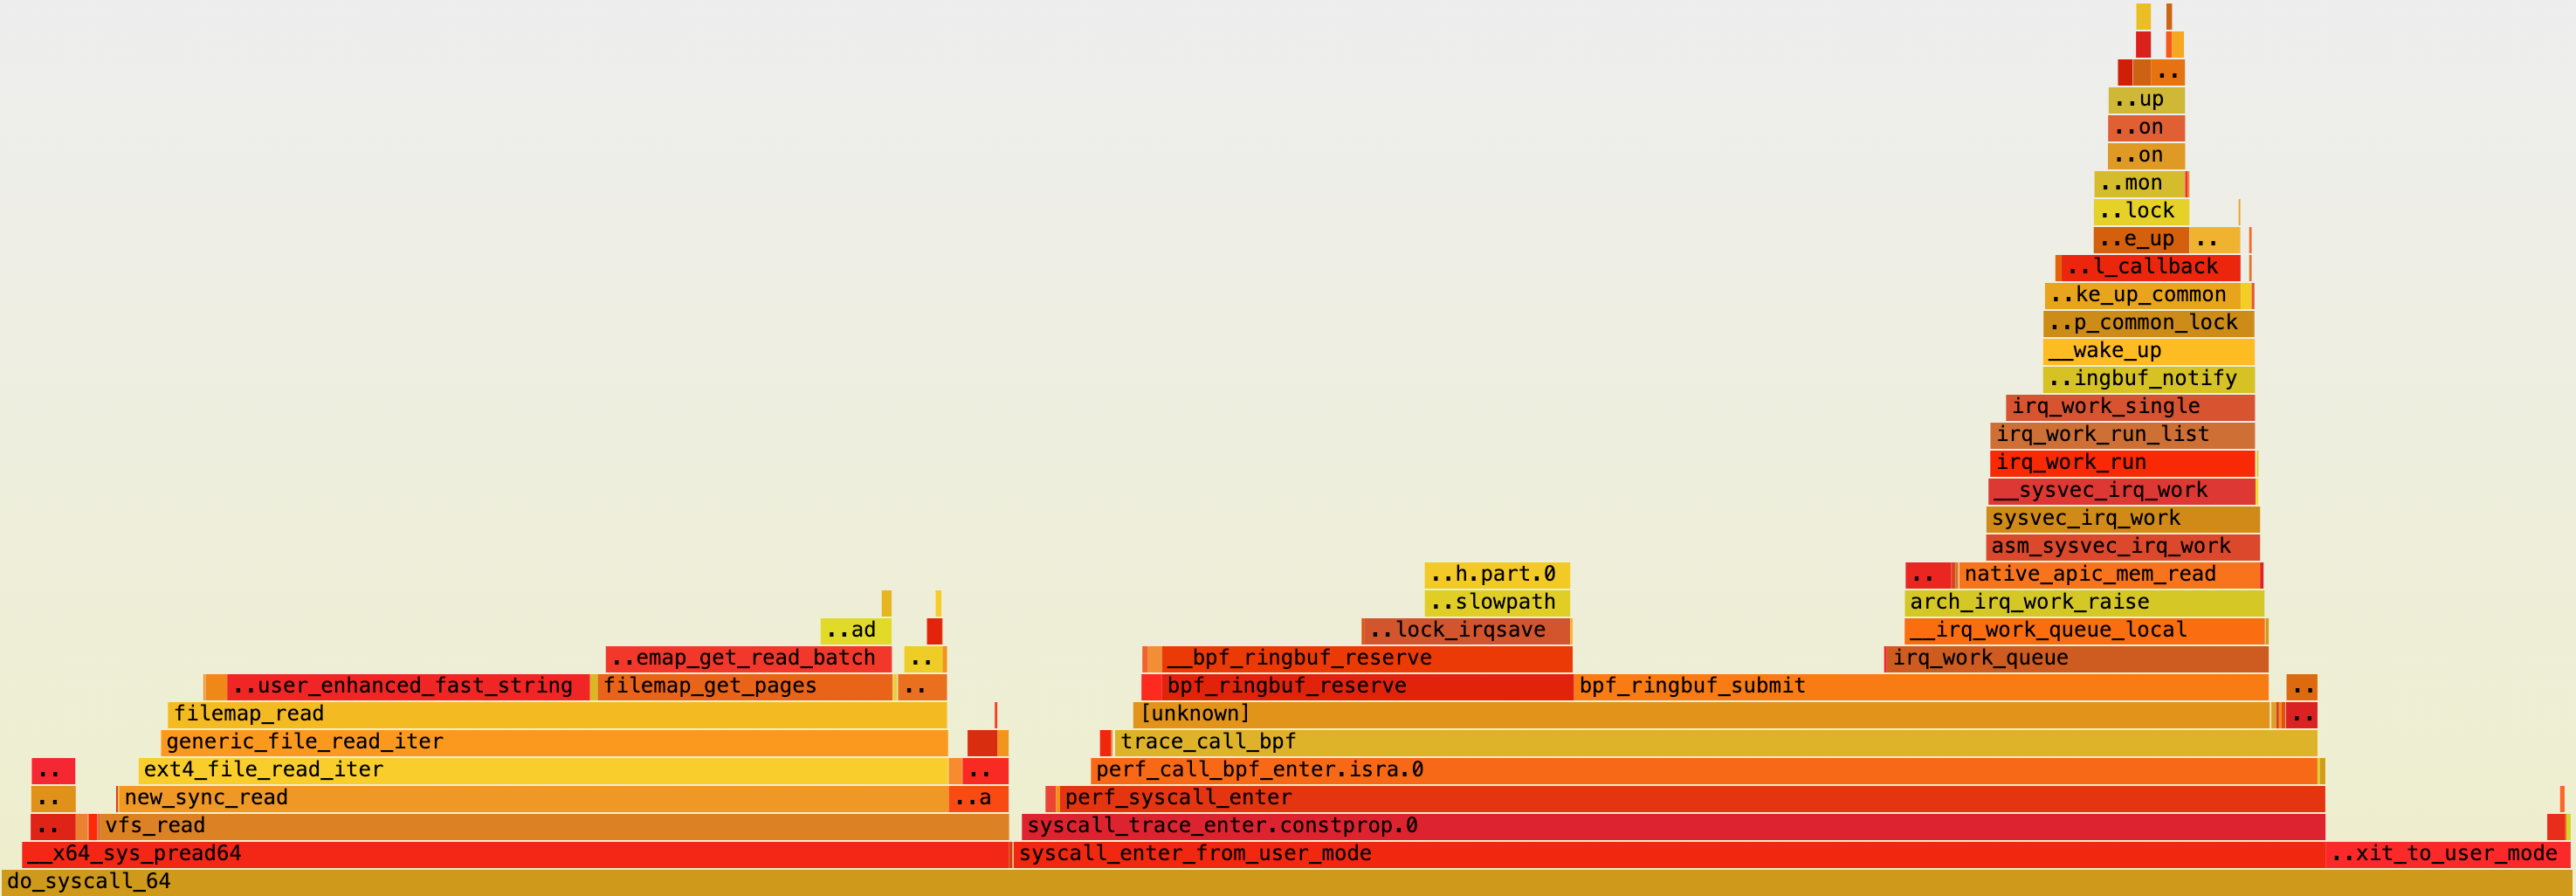 ..
..up
..on
..on
..mon
..lock
..e_up ..
..l_callback
..ke_up_common
..p_common_lock
__wake_up
..ingbuf_notify
irq_work_single
irq_work_run_list
irq_work_run
__sysvec_irq_work
sysvec_irq_work
asm_sysvec_irq_work
..h.part.0 .. native_apic_mem_read
..slowpath arch_irq_work_raise
..ad ..lock_irqsave __irq_work_queue_local
..emap_get_read_batch .. __bpf_ringbuf_reserve irq_work_queue
..user_enhanced_fast_string filemap_get_pages .. bpf_ringbuf_reserve bpf_ringbuf_submit ..
filemap_read [unknown] ..
generic_file_read_iter trace_call_bpf
.. ext4_file_read_iter .. perf_call_bpf_enter.isra.0
.. new_sync_read ..a perf_syscall_enter
.. vfs_read syscall_trace_enter.constprop.0
__x64_sys_pread64 syscall_enter_from_user_mode ..xit_to_user_mode
do_syscall_64